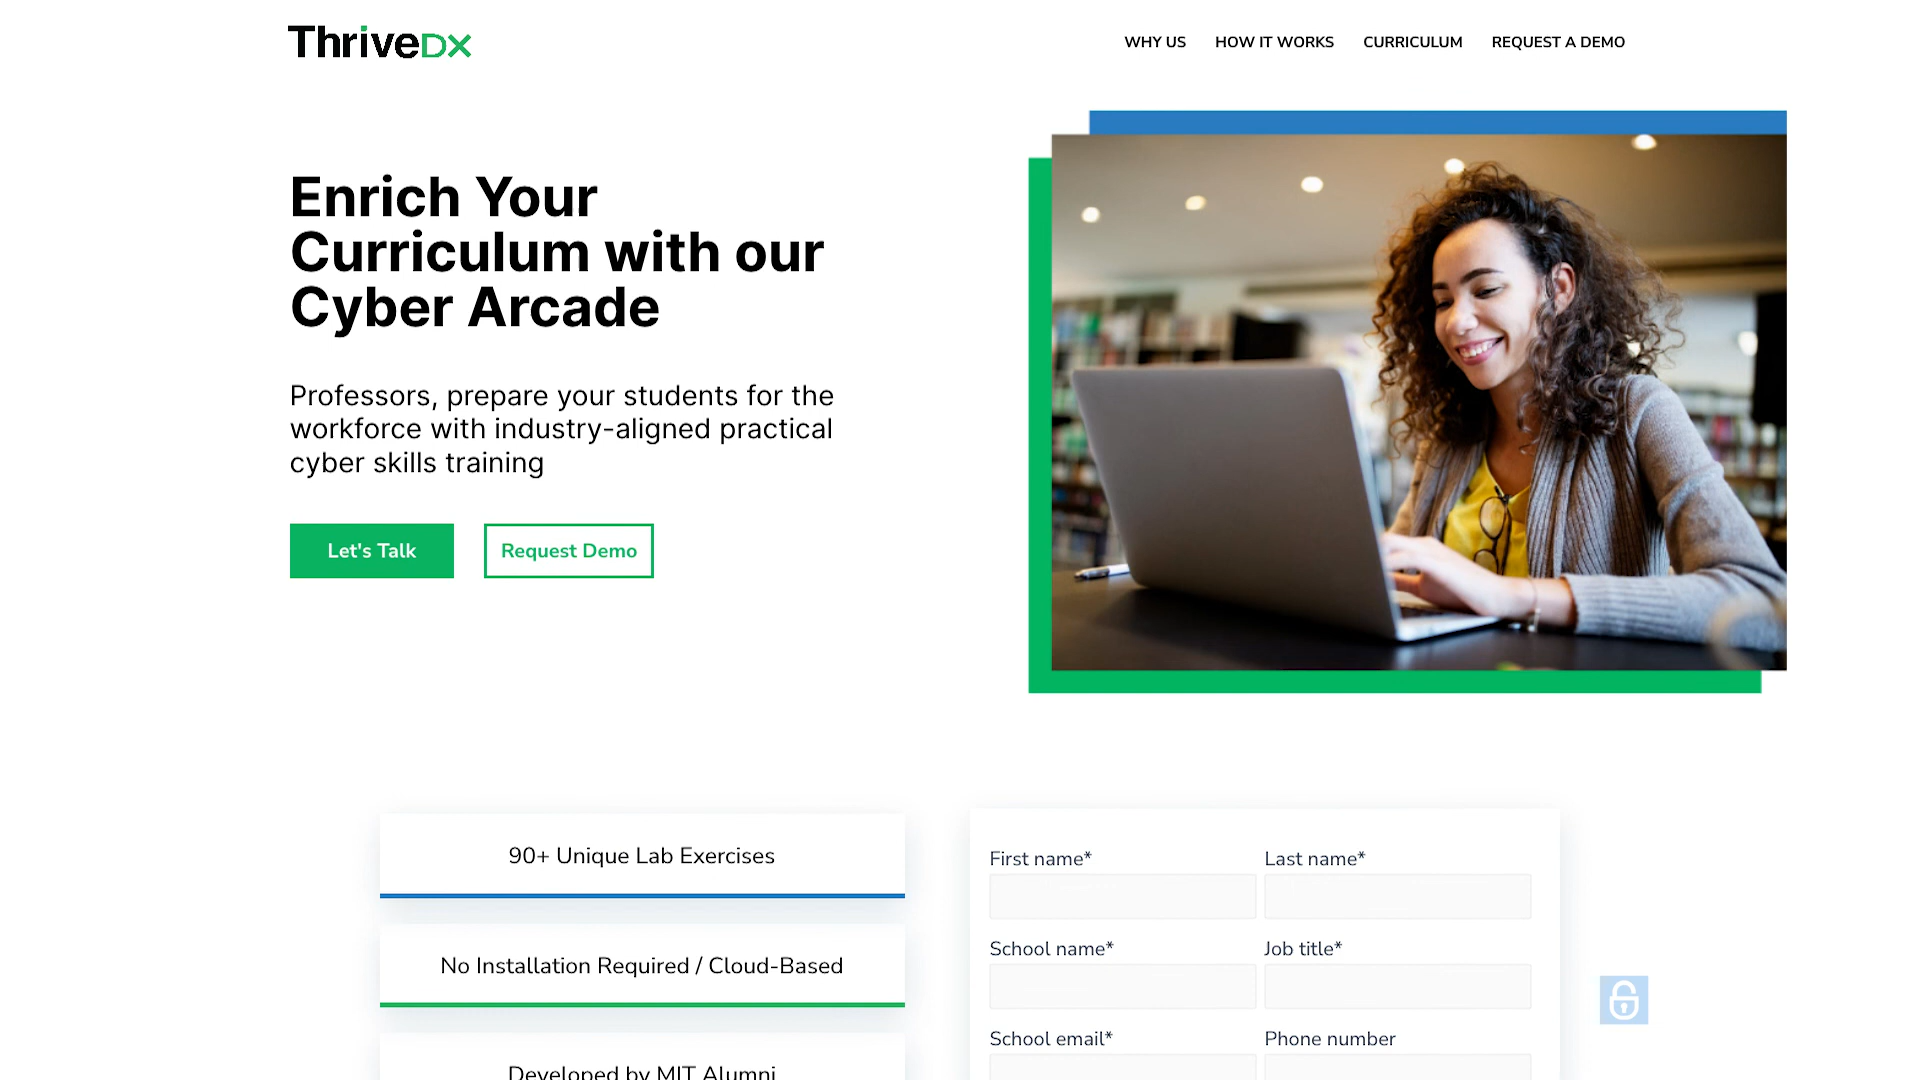 ThriveDX
WHY US
HOW IT WORKS
CURRICULUM
REQUEST A DEMO
Enrich Your
Curriculum with our
Cyber Arcade
Professors, prepare your students for the
workforce with industry-aligned practical
cyber skills training
Let's Talk
Request Demo
90+ Unique Lab Exercises
No Installation Required / Cloud-Based
Developed by MIT Alumni
First name*
Last name*
School name*
Job title*
School email*
Phone number